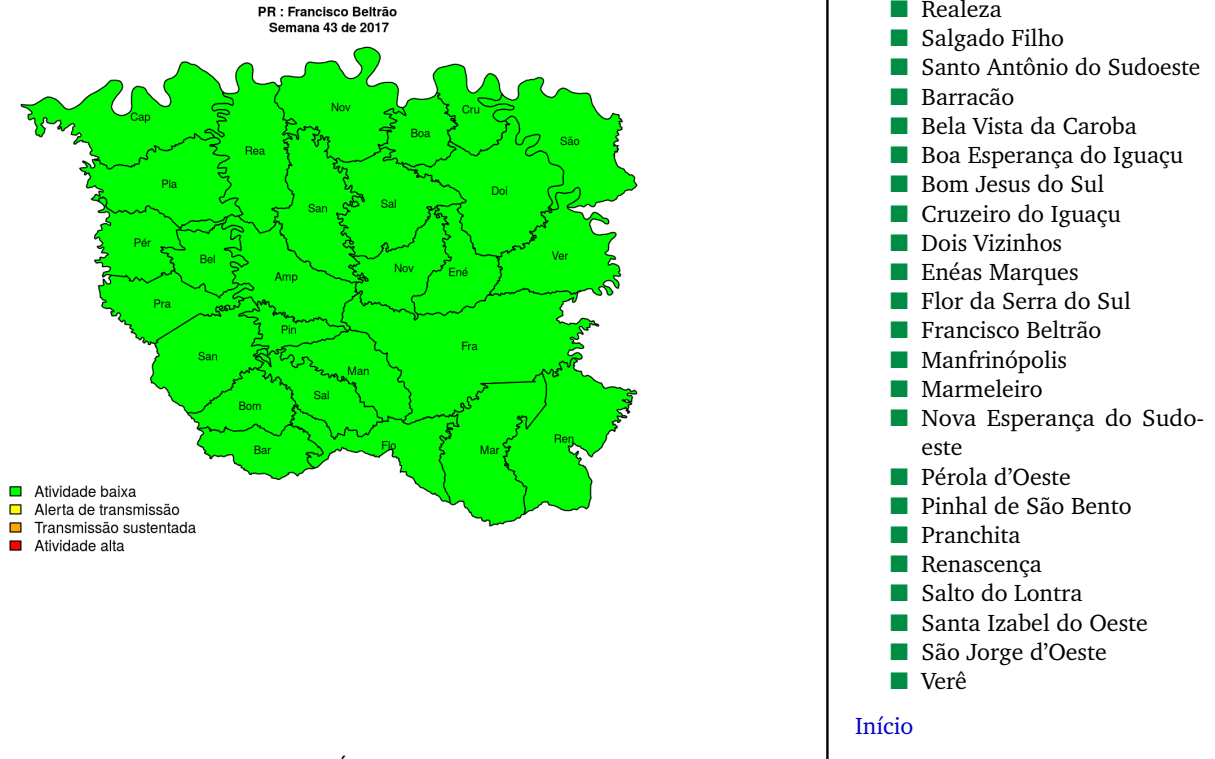 PR : Francisco Beltrão
Semana 43 de 2017
Nov
Cap
Cru
Boa
São
Rea
Pla
Doi
San
Sal
Pér
Bel
Ver
Nov
Ené
Amp
Pra
Pin
Fra
San
Man
Sal
Bom
Ren
Flo
Bar
Mar
Atividade baixa
Alerta de transmissão
Transmissão sustentada
Atividade alta
Realeza
Salgado Filho
Santo Antônio do Sudoeste
Barracão
Bela Vista da Caroba
Boa Esperança do Iguaçu
Bom Jesus do Sul
Cruzeiro do Iguaçu
Dois Vizinhos
Enéas Marques
Flor da Serra do Sul
Francisco Beltrão
Manfrinópolis
Marmeleiro
Nova Esperança do Sudo-
este
Pérola d'Oeste
Pinhal de São Bento
Pranchita
Renascença
Salto do Lontra
Santa Izabel do Oeste
São Jorge d'Oeste
Verê
Início